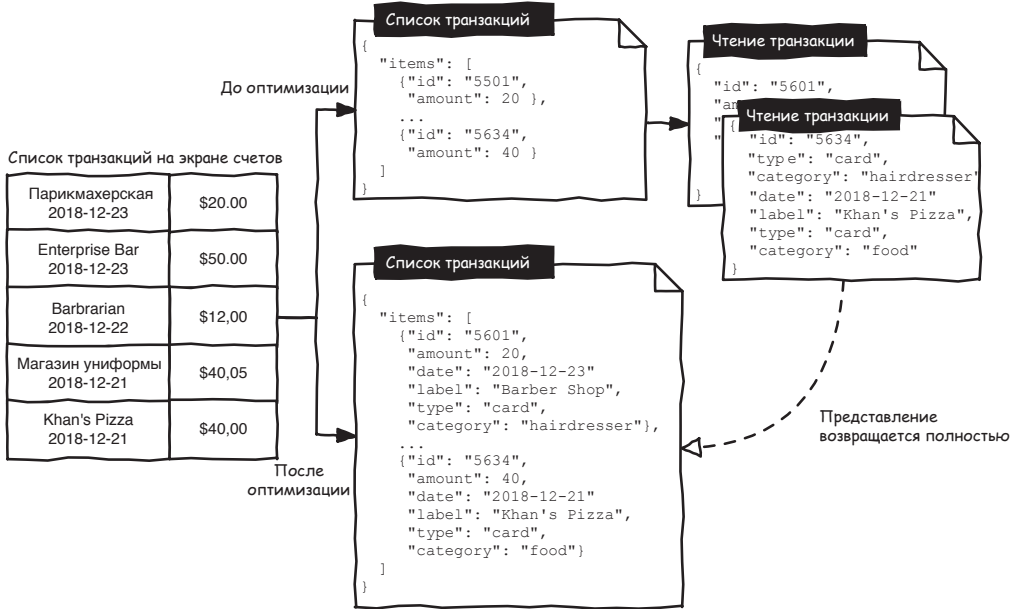 Список транзакций на экране счетов
Парикмахерская
2018-12-23
$20.00
Enterprise Bar
2018-12-23
$50.00
Barbrarian
2018-12-22
$12,00
Магазин униформы
2018-12-21
$40,05
Khan's Pizza
2018-12-21
$40,00
До оптимизации
Список транзакций
{
"items": [
{"id": "5501",
"amount": 20 },
...
{"id": "5634",
"amount": 40 }
]
}
Чтение транзакции
{
"id": "5601",
"am
"
"
}
Чтение транзакции
{
"id": "5634",
"type": "card",
"category": "hairdresser"
"date": "2018-12-21"
"label": "Khan's Pizza",
"type": "card",
"category": "food"
}
После
оптимизации
Список транзакций
{
"items": [
{"id": "5601",
"amount": 20,
"date": "2018-12-23"
"label": "Barber Shop",
"type": "card",
"category": "hairdresser"},
...
{"id": "5634",
"amount": 40,
"date": "2018-12-21"
"label": "Khan's Pizza",
"type": "card",
"category": "food"}
]
}
Представление
возвращается полностью